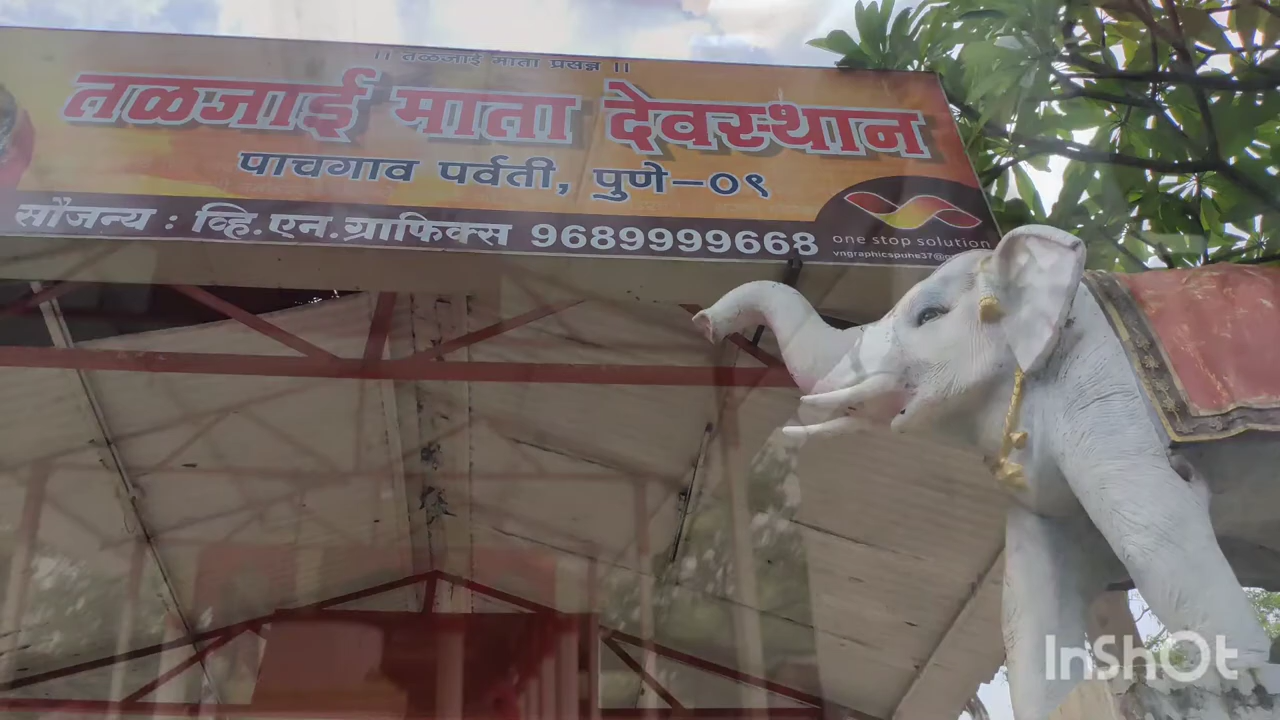 ।। तळजाई माता प्रसन्न ।।
तळजाई माता देवस्थान
पाचगाव पर्वती, पुणे–०९
सौजन्य : व्हि.एन.ग्राफिक्स 9689999668
one stop solution
InShOt